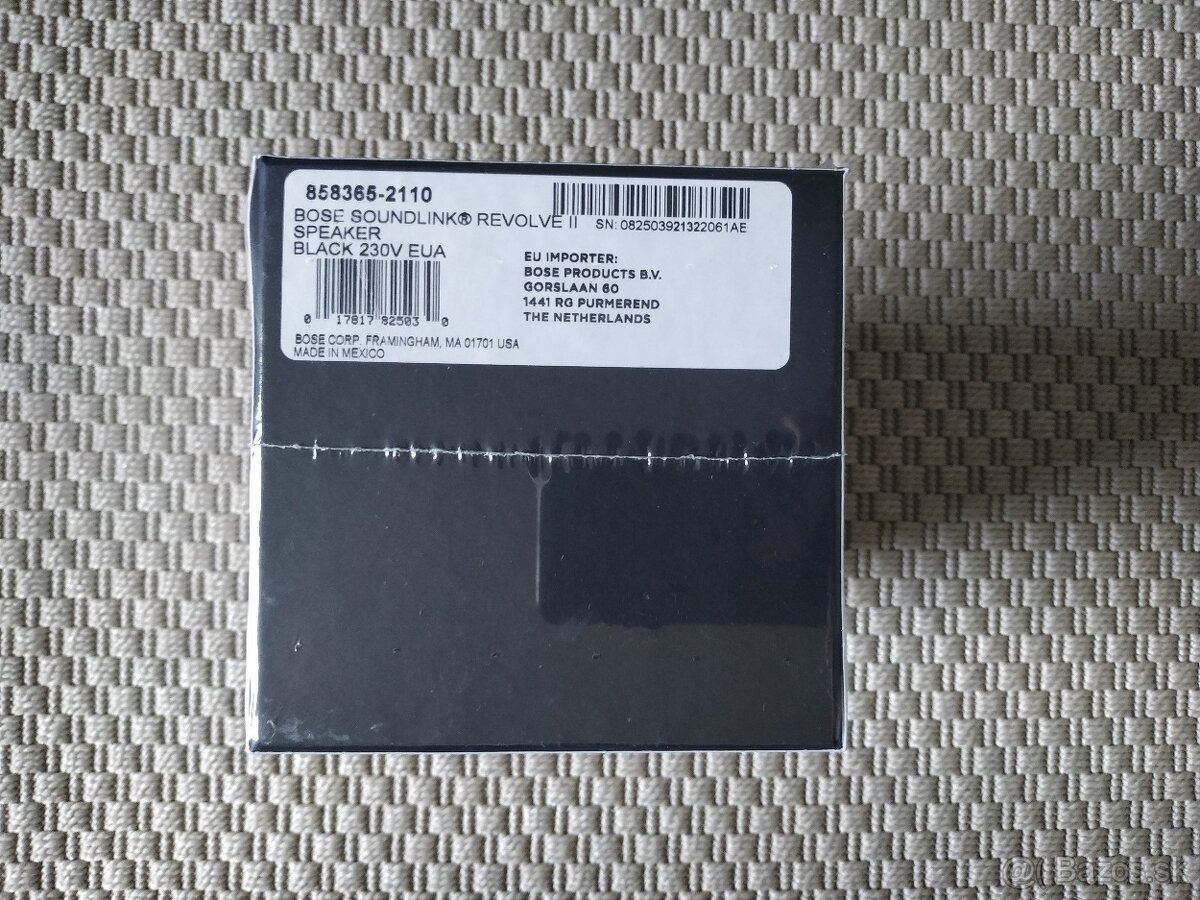 858365-2110
BOSE SOUNDLINK® REVOLVE II
SPEAKER
BLACK 230V EUA
SN: 082503921322061AE
EU IMPORTER:
BOSE PRODUCTS B.V.
GORSLAAN 60
1441 RG PURMEREND
THE NETHERLANDS
0 17817 82503 0
BOSE CORP. FRAMINGHAM, MA 01701 USA
MADE IN MEXICO
Bazos.sk